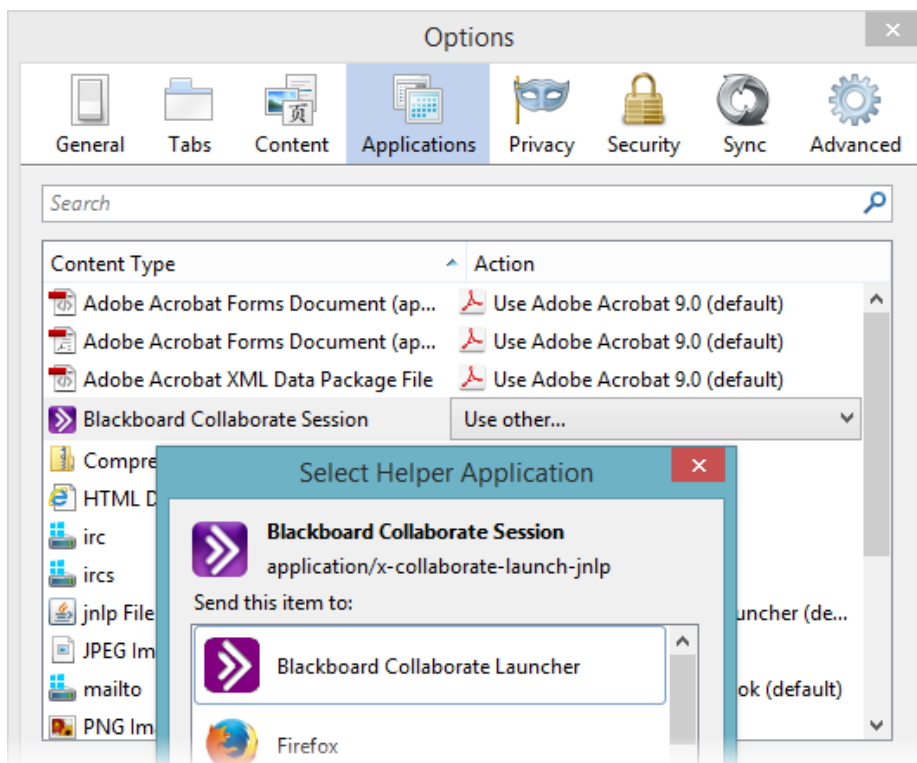 Options
General Tabs Content Applications Privacy Security Sync Advanced
页
Search
Content Type Action
Adobe Acrobat Forms Document (ap... Use Adobe Acrobat 9.0 (default)
Adobe Acrobat Forms Document (ap... Use Adobe Acrobat 9.0 (default)
Adobe Acrobat XML Data Package File Use Adobe Acrobat 9.0 (default)
Blackboard Collaborate Session Use other...
Compre
HTML D
irc
ircs
jnlp File uncher (de...
JPEG Im
mailto ok (default)
PNG Im
Select Helper Application
Blackboard Collaborate Session
application/x-collaborate-launch-jnlp
Send this item to:
Blackboard Collaborate Launcher
Firefox